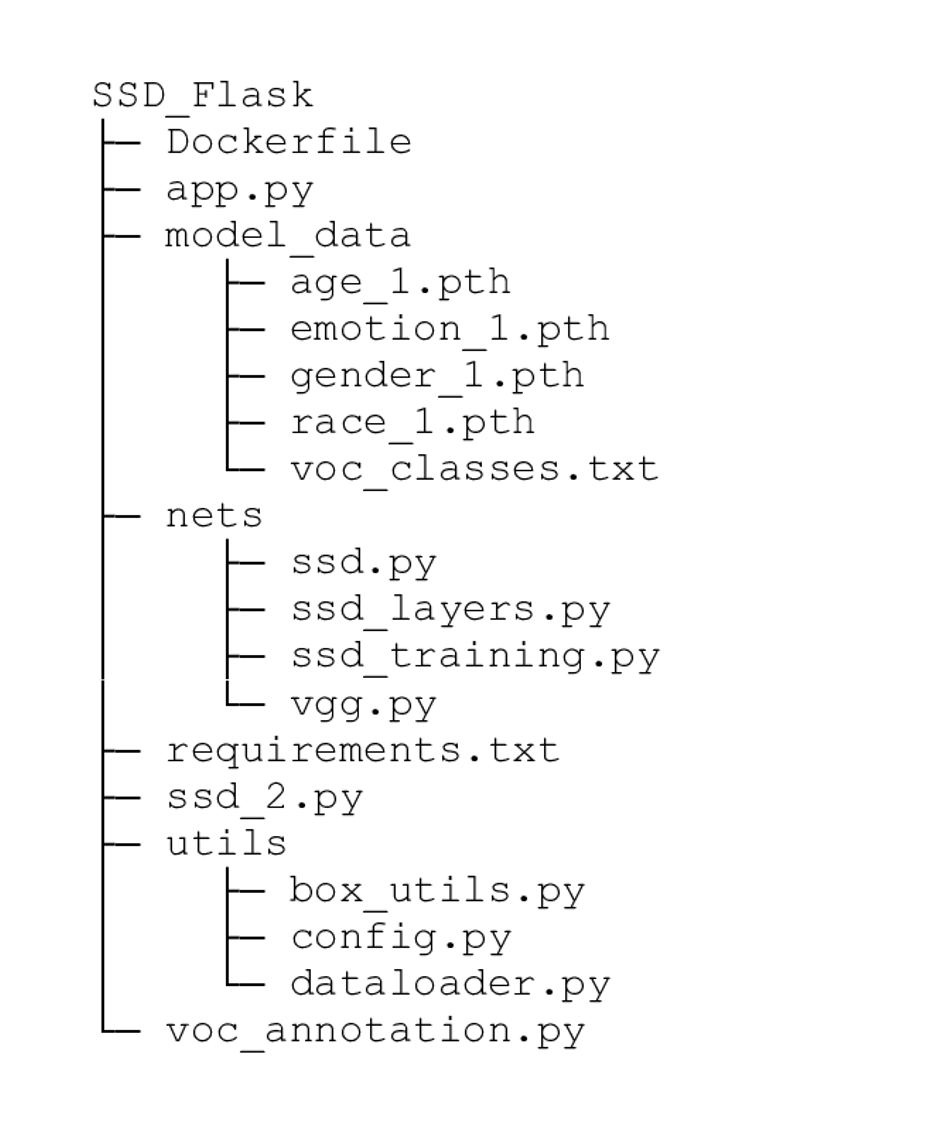 SSD_Flask
├─ Dockerfile
├─ app.py
├─ model_data
│    ├─ age_1.pth
│    ├─ emotion_1.pth
│    ├─ gender_1.pth
│    ├─ race_1.pth
│    └─ voc_classes.txt
├─ nets
│    ├─ ssd.py
│    ├─ ssd_layers.py
│    ├─ ssd_training.py
│    └─ vgg.py
├─ requirements.txt
├─ ssd_2.py
├─ utils
│    ├─ box_utils.py
│    ├─ config.py
│    └─ dataloader.py
└─ voc_annotation.py